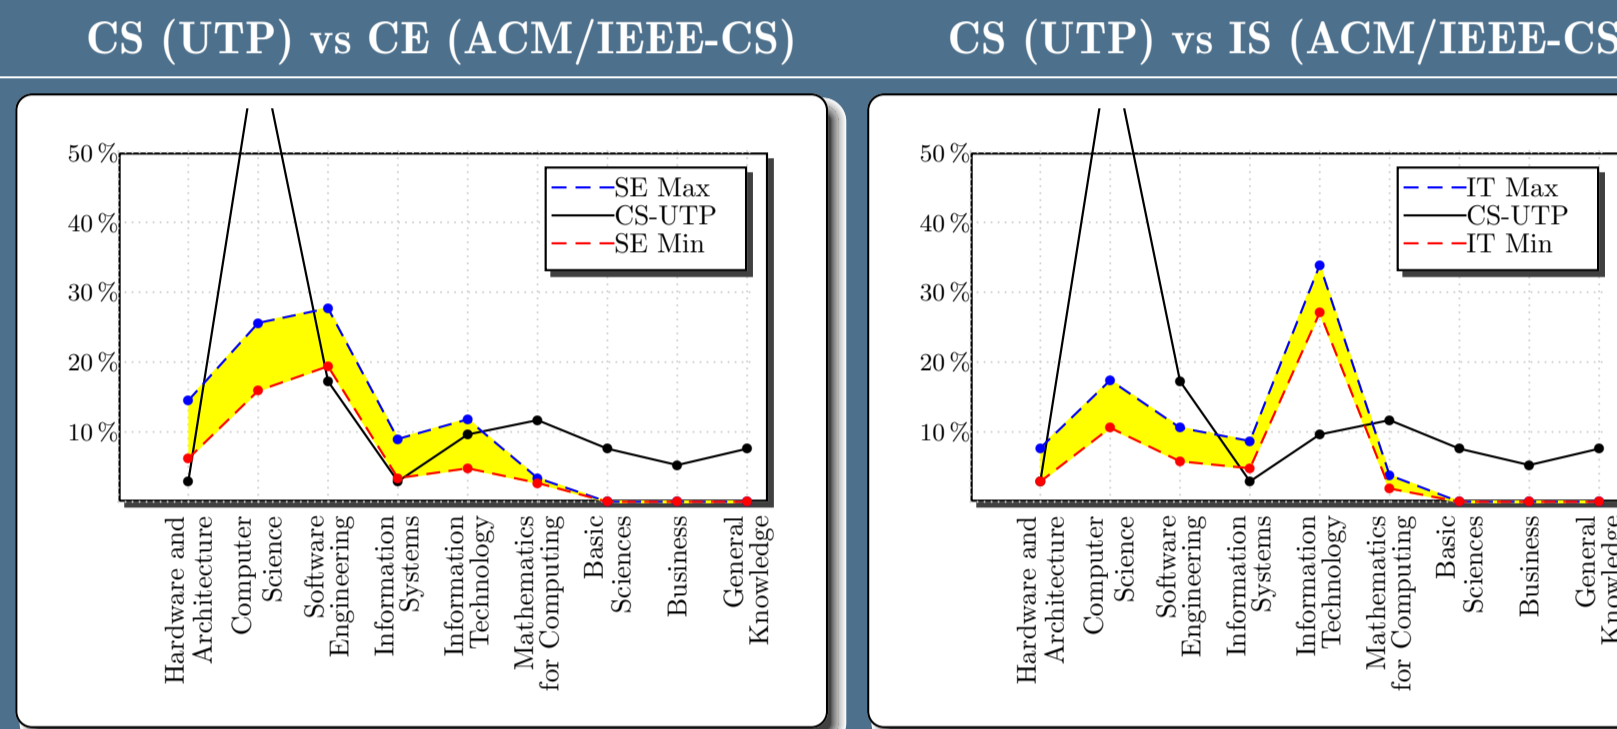 CS (UTP) vs CE (ACM/IEEE-CS)
50 %
40 %
30 %
20 %
10 %
SE Max
CS-UTP
SE Min
Hardware and
Architecture
Computer
Science
Software
Engineering
Information
Systems
Information
Technology
Mathematics
for Computing
Basic
Sciences
Business
General
Knowledge
CS (UTP) vs IS (ACM/IEEE-CS
50 %
40 %
30 %
20 %
10 %
IT Max
CS-UTP
IT Min
Hardware and
Architecture
Computer
Science
Software
Engineering
Information
Systems
Information
Technology
Mathematics
for Computing
Basic
Sciences
Business
General
Knowledge